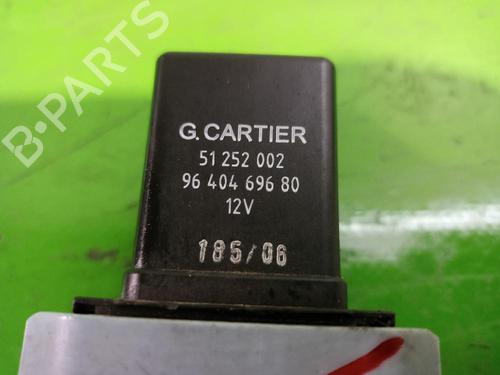 B-PARTS
G.CARTIER
51 252 002
96 404 696 80
12V
185/06